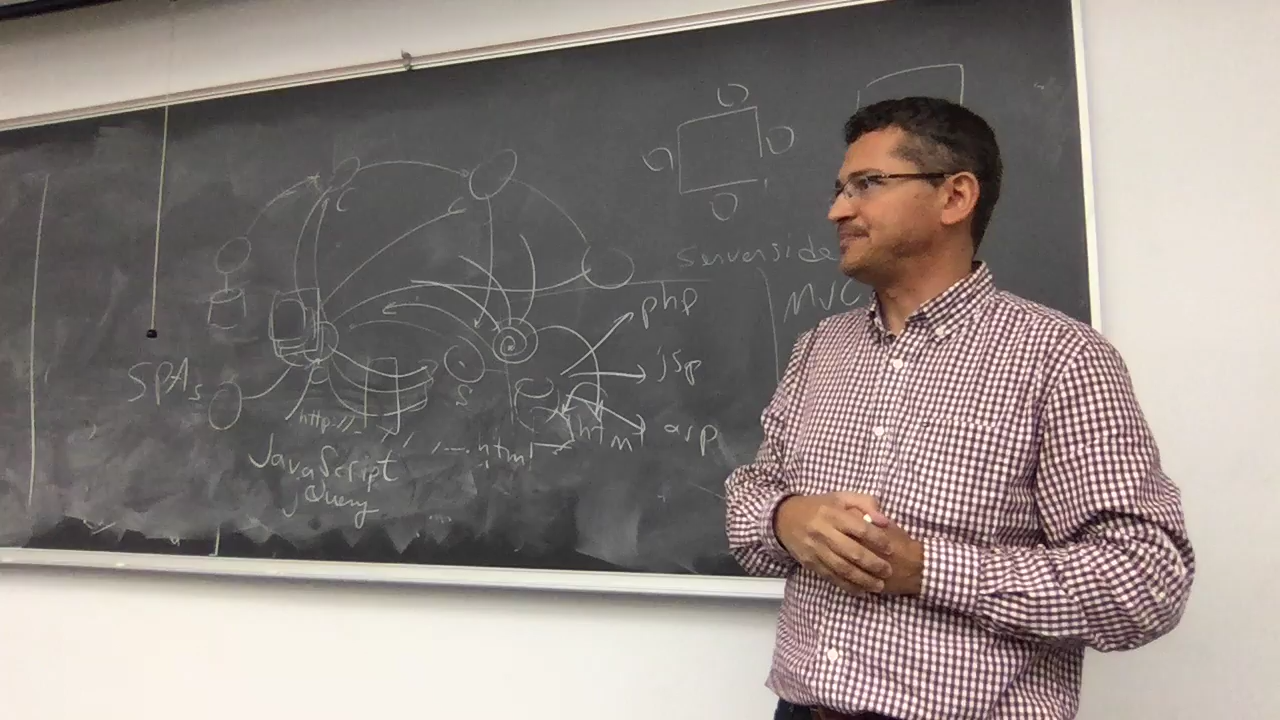 C
Serverside
MVC
php
jsp
SPAs
S
http://
asp
....html
html
JavaScript
jQuery